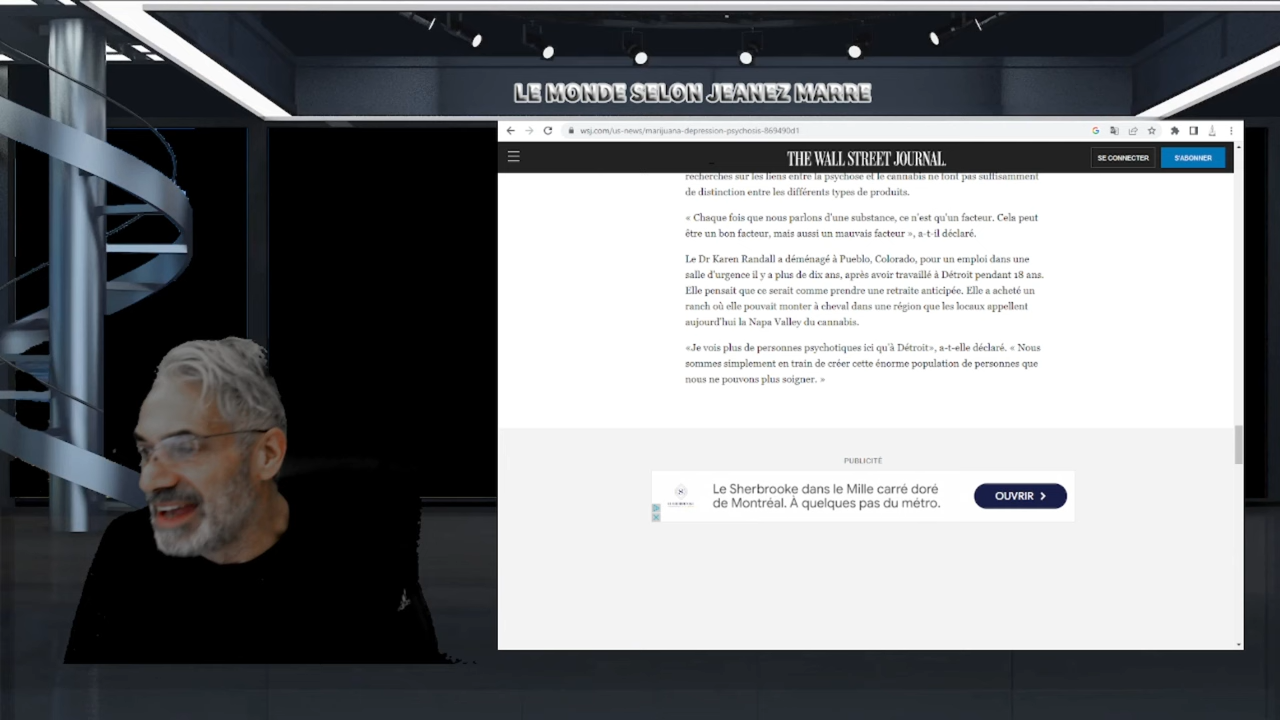 LE MONDE SELON JEANEZ MARRE
wsj.com/us-news/marijuana-depression-psychosis-869490d1
THE WALL STREET JOURNAL.
SE CONNECTER
S'ABONNER
recherches sur les liens entre la psychose et le cannabis ne font pas suffisamment
de distinction entre les différents types de produits.
« Chaque fois que nous parlons d'une substance, ce n'est qu'un facteur. Cela peut
être un bon facteur, mais aussi un mauvais facteur », a-t-il déclaré.
Le Dr Karen Randall a déménagé à Pueblo, Colorado, pour un emploi dans une
salle d'urgence il y a plus de dix ans, après avoir travaillé à Détroit pendant 18 ans.
Elle pensait que ce serait comme prendre une retraite anticipée. Elle a acheté un
ranch où elle pouvait monter à cheval dans une région que les locaux appellent
aujourd'hui la Napa Valley du cannabis.
«Je vois plus de personnes psychotiques ici qu'à Détroit», a-t-elle déclaré. « Nous
sommes simplement en train de créer cette énorme population de personnes que
nous ne pouvons plus soigner. »
PUBLICITÉ
Le Sherbrooke dans le Mille carré doré
de Montréal. À quelques pas du métro.
OUVRIR